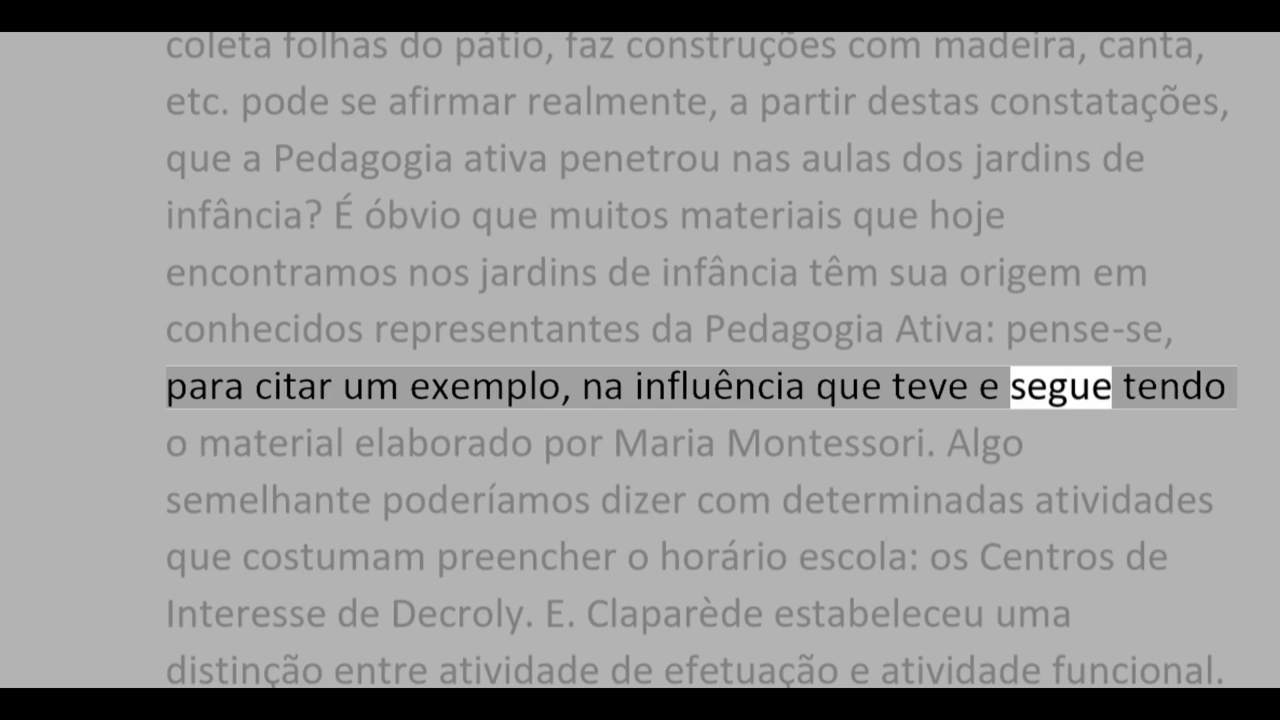 coleta folhas do pátio, faz construções com madeira, canta,
etc. pode se afirmar realmente, a partir destas constatações,
que a Pedagogia ativa penetrou nas aulas dos jardins de
infância? É óbvio que muitos materiais que hoje
encontramos nos jardins de infância têm sua origem em
conhecidos representantes da Pedagogia Ativa: pense-se,
para citar um exemplo, na influência que teve e segue tendo
o material elaborado por Maria Montessori. Algo
semelhante poderíamos dizer com determinadas atividades
que costumam preencher o horário escola: os Centros de
Interesse de Decroly. E. Claparède estabeleceu uma
distinção entre atividade de efetuação e atividade funcional.